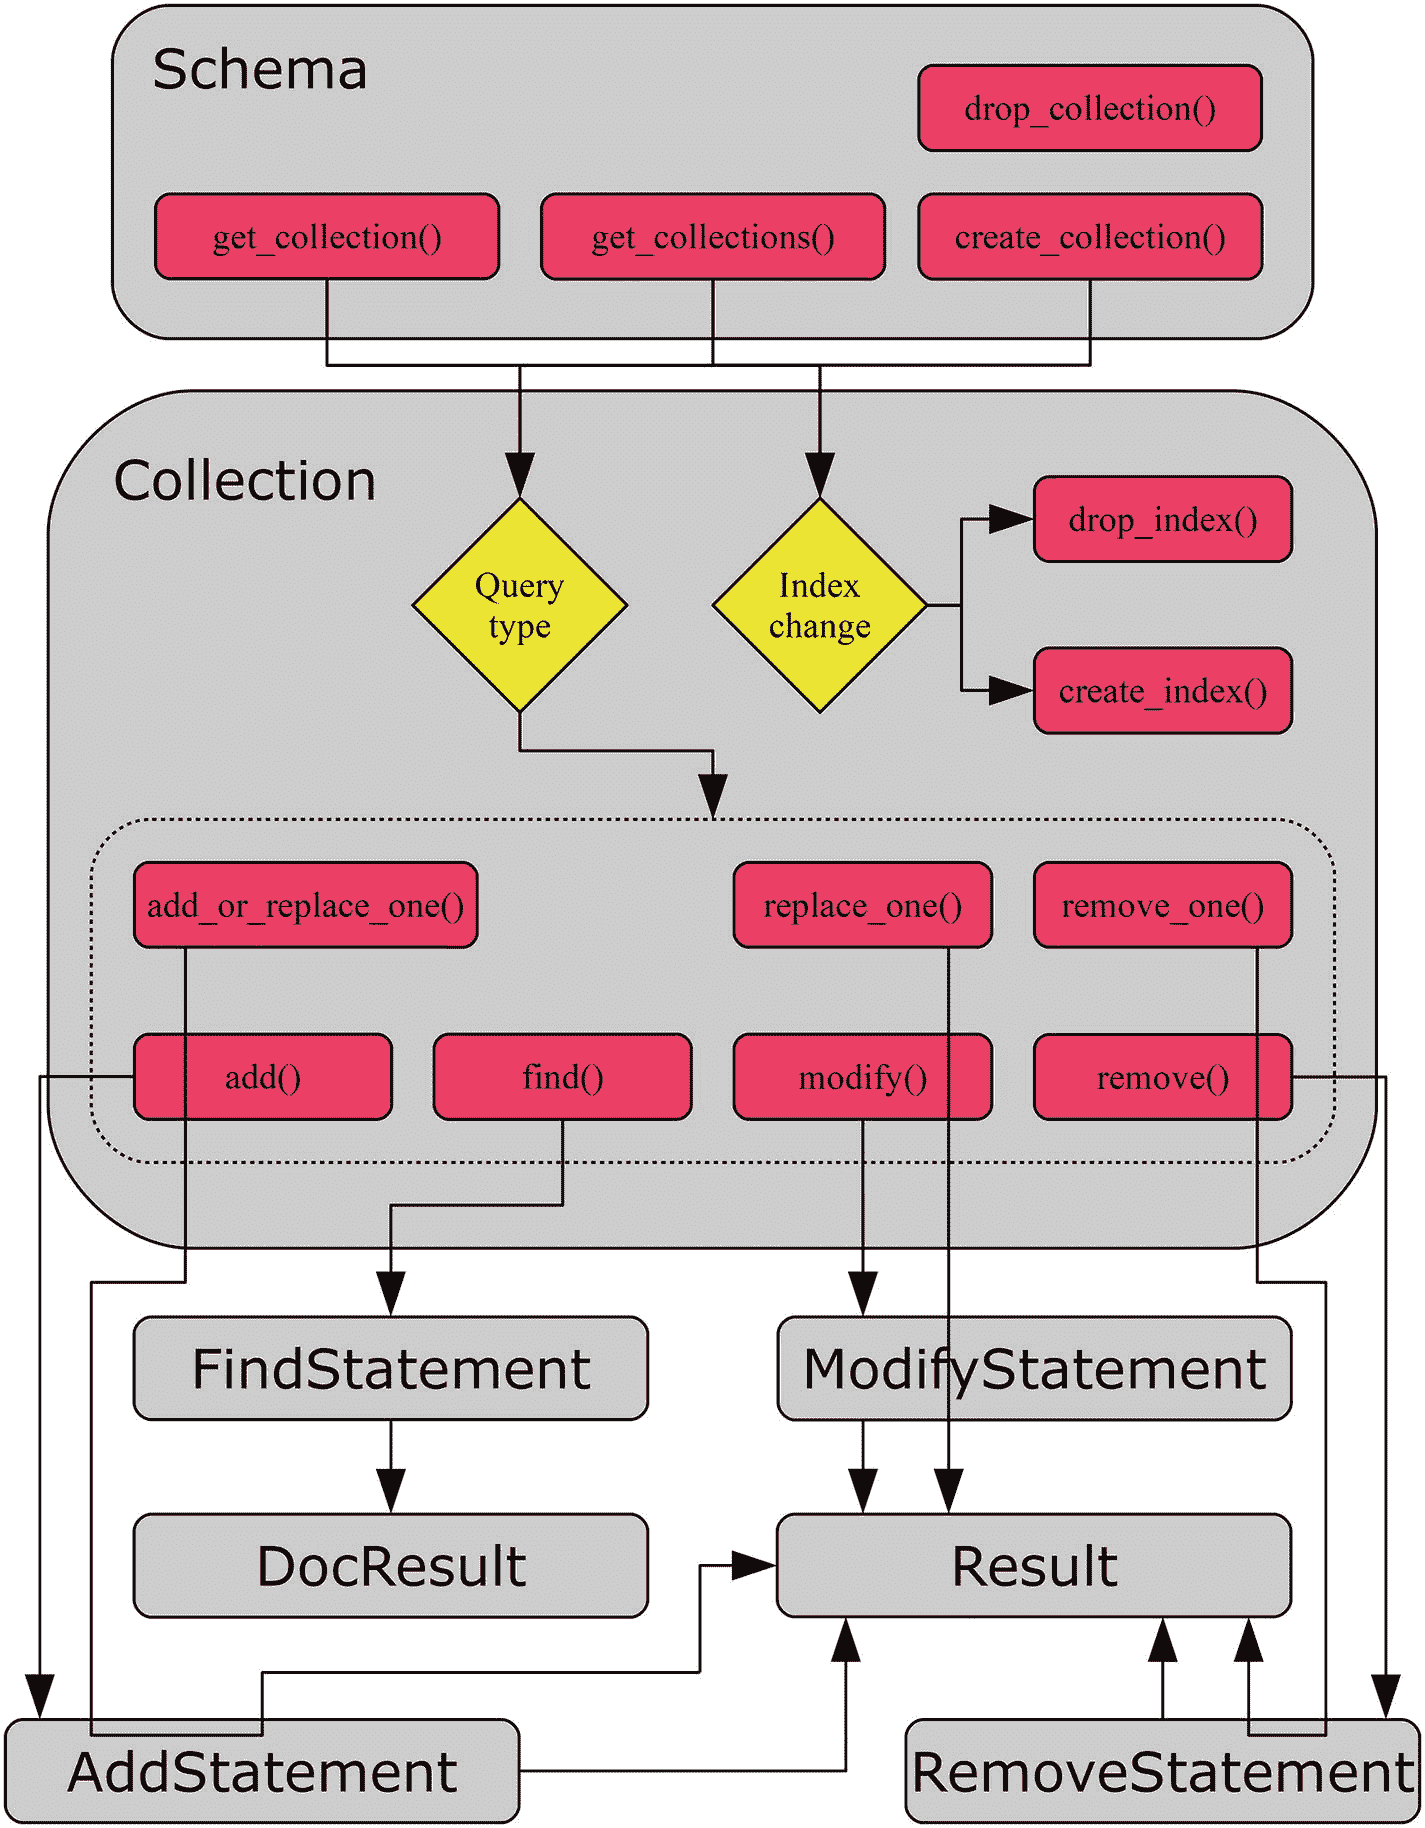 Schema
drop_collection()
get_collection()
get_collections()
create_collection()
Collection
Query
type
Index
change
drop_index()
create_index()
add_or_replace_one()
replace_one()
remove_one()
add()
find()
modify()
remove()
FindStatement
ModifyStatement
DocResult
Result
AddStatement
RemoveStatement